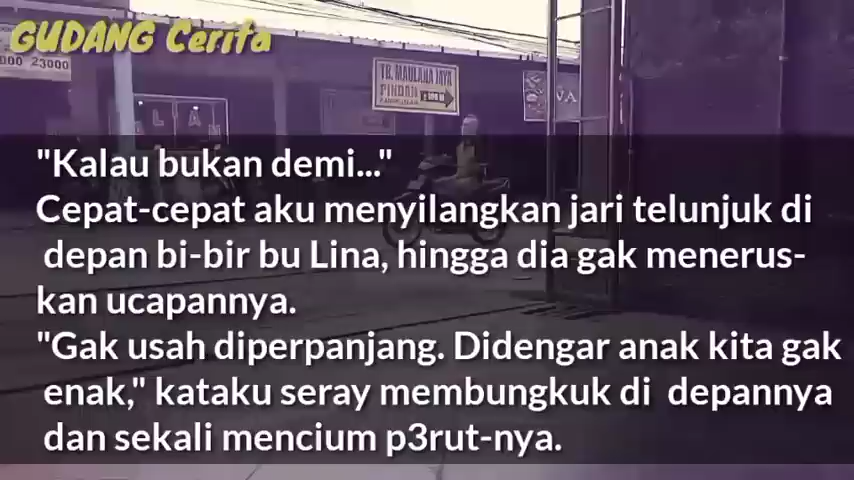 GUDANG Cerita
000 23000
TB. MAULANA JAYA
PINDAH
"Kalau bukan demi..."
Cepat-cepat aku menyilangkan jari telunjuk di
depan bi-bir bu Lina, hingga dia gak menerus-
kan ucapannya.
"Gak usah diperpanjang. Didengar anak kita gak
enak," kataku seray membungkuk di depannya
dan sekali mencium p3rut-nya.